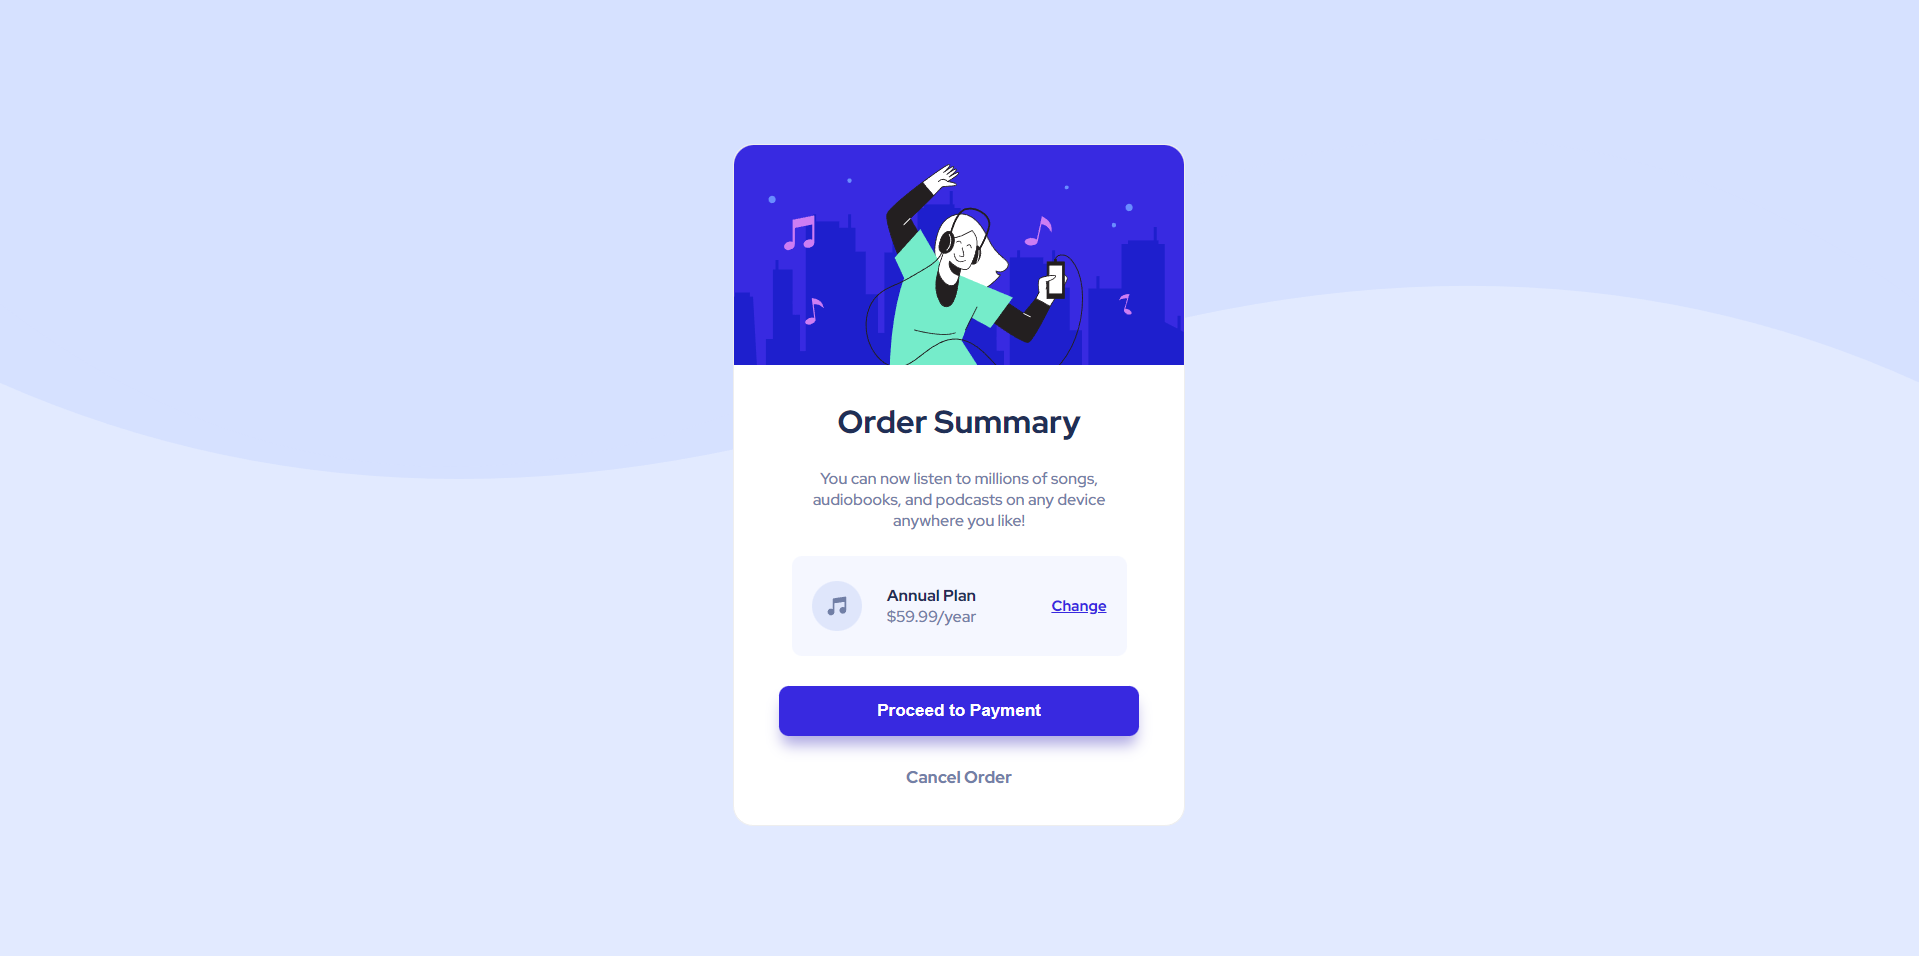 Order Summary
You can now listen to millions of songs,
audiobooks, and podcasts on any device
anywhere you like!
Annual Plan
$59.99/year
Change
Proceed to Payment
Cancel Order